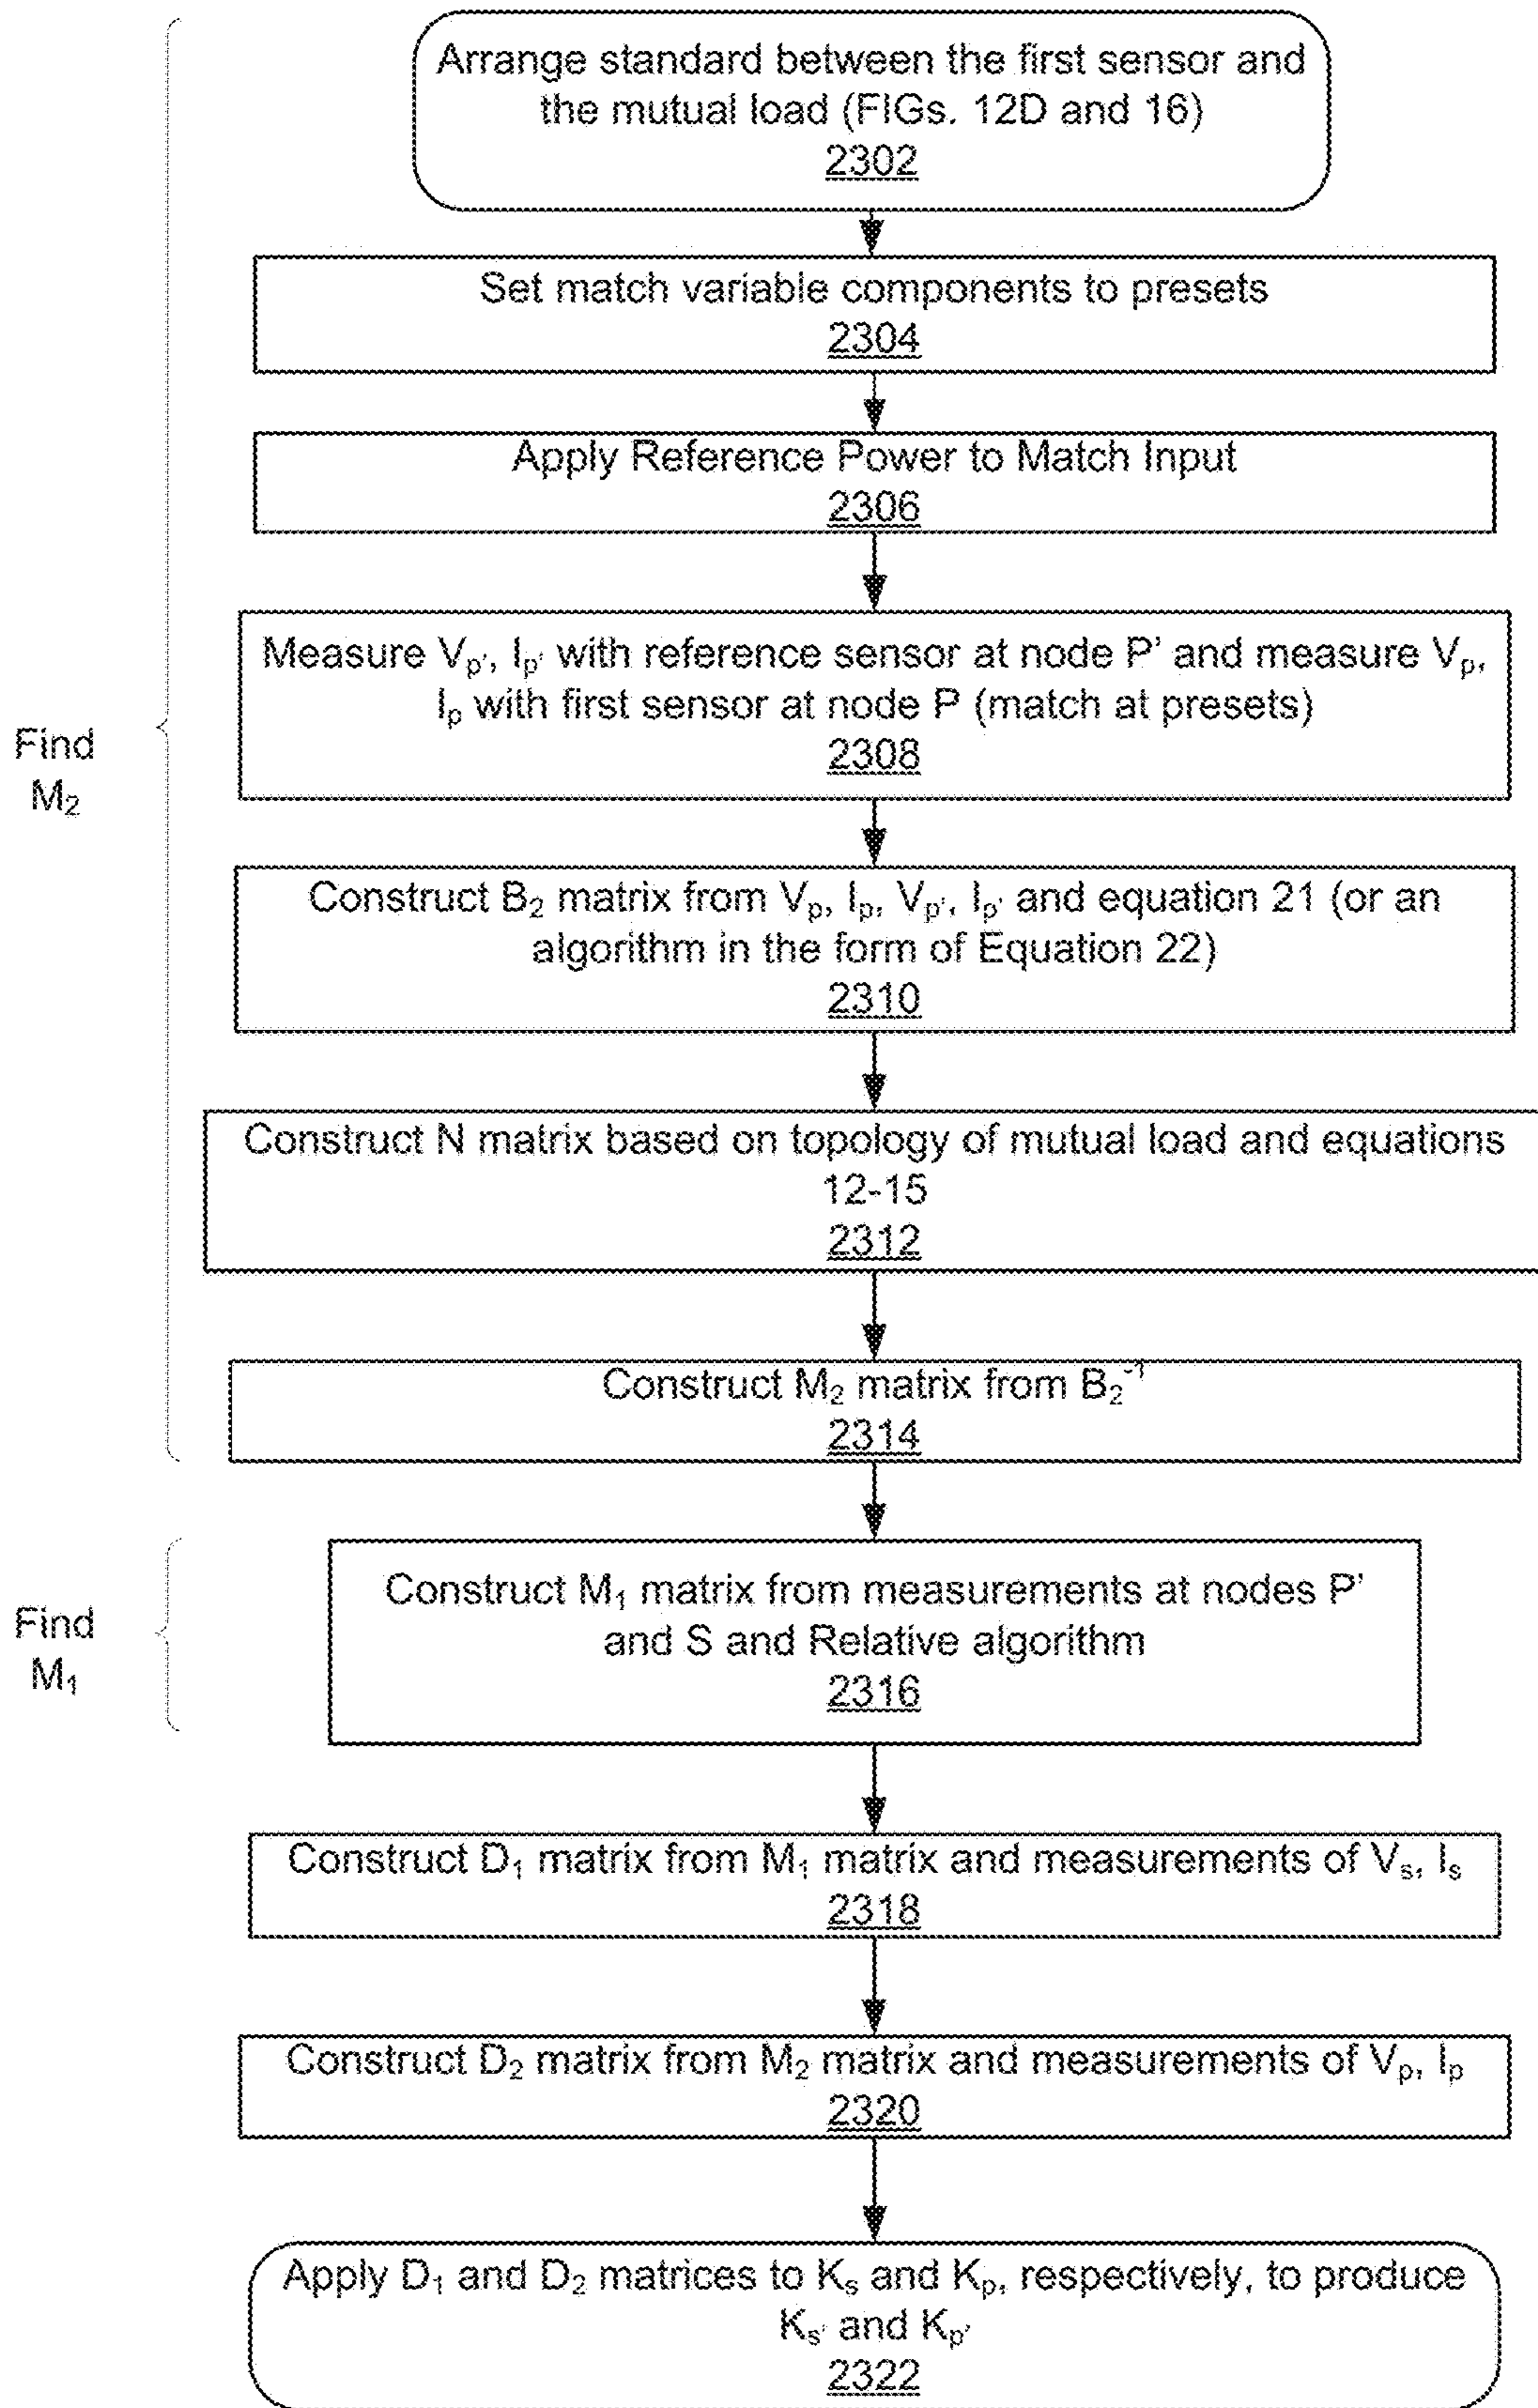 Arrange standard between the first sensor and
the mutual load (FIGs. 12D and 16)
2302
Set match variable components to presets
2304
Apply Reference Power to Match Input
2306
Measure Vp', Ip' with reference sensor at node P' and measure Vp,
Ip with first sensor at node P (match at presets)
2308
Find
M2
Construct B2 matrix from Vp, Ip, Vp', Ip' and equation 21 (or an
algorithm in the form of Equation 22)
2310
Construct N matrix based on topology of mutual load and equations
12-15
2312
Construct M2 matrix from B2⁻¹
2314
Construct M1 matrix from measurements at nodes P'
and S and Relative algorithm
2316
Find
M1
Construct D1 matrix from M1 matrix and measurements of Vs, Is
2318
Construct D2 matrix from M2 matrix and measurements of Vp, Ip
2320
Apply D1 and D2 matrices to Ks and Kp, respectively, to produce
Ks' and Kp'
2322